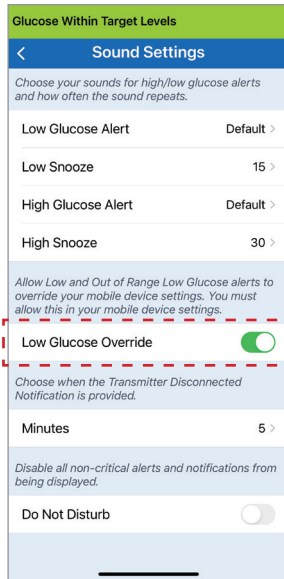 Glucose Within Target Levels
Sound Settings
Choose your sounds for high/low glucose alerts
and how often the sound repeats.
Low Glucose Alert Default
Low Snooze 15
High Glucose Alert Default
High Snooze 30
Allow Low and Out of Range Low Glucose alerts to
override your mobile device settings. You must
allow this in your mobile device settings.
Low Glucose Override
Choose when the Transmitter Disconnected
Notification is provided.
Minutes 5
Disable all non-critical alerts and notifications from
being displayed.
Do Not Disturb